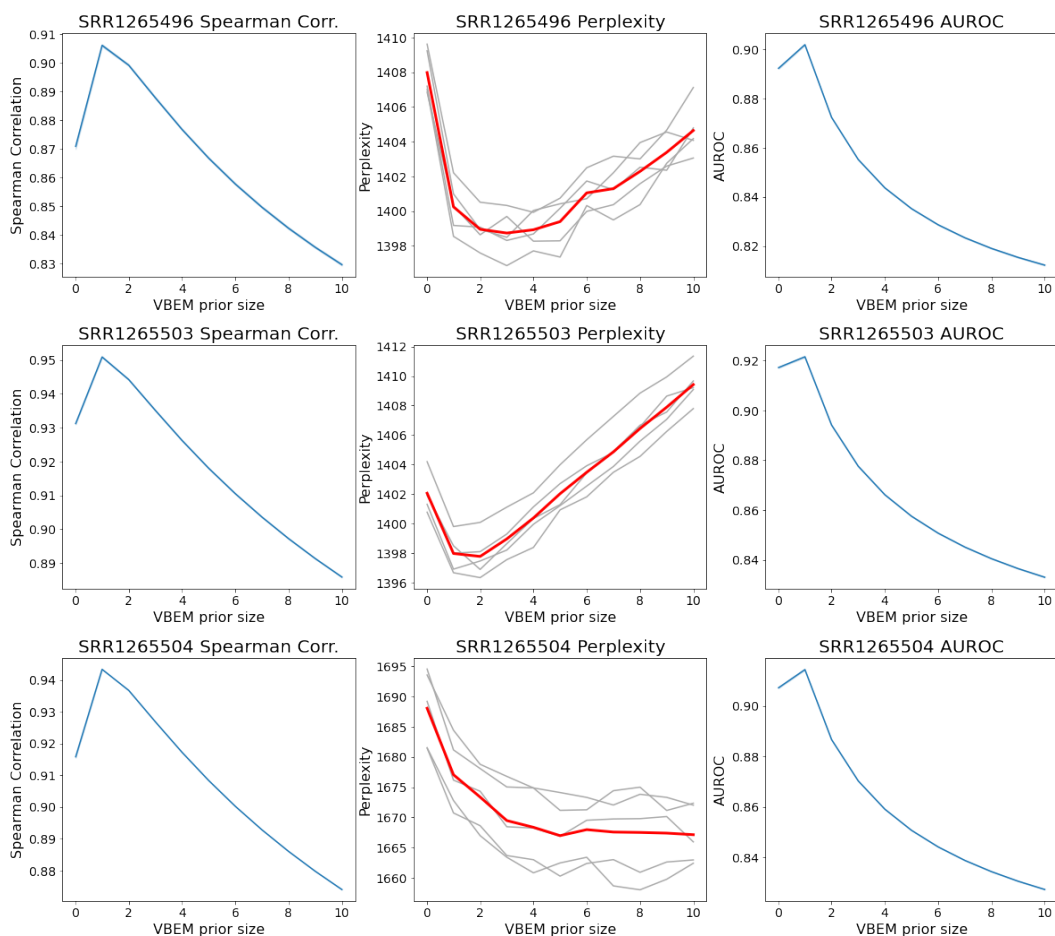 SRR1265496 Spearman Corr.
Spearman Correlation
0.91
0.90
0.89
0.88
0.87
0.86
0.85
0.84
0.83
0 2 4 6 8 10
VBEM prior size
SRR1265496 Perplexity
Perplexity
1410
1408
1406
1404
1402
1400
1398
0 2 4 6 8 10
VBEM prior size
SRR1265496 AUROC
AUROC
0.90
0.88
0.86
0.84
0.82
0 2 4 6 8 10
VBEM prior size
SRR1265503 Spearman Corr.
Spearman Correlation
0.95
0.94
0.93
0.92
0.91
0.90
0.89
0 2 4 6 8 10
VBEM prior size
SRR1265503 Perplexity
Perplexity
1412
1410
1408
1406
1404
1402
1400
1398
1396
0 2 4 6 8 10
VBEM prior size
SRR1265503 AUROC
AUROC
0.92
0.90
0.88
0.86
0.84
0 2 4 6 8 10
VBEM prior size
SRR1265504 Spearman Corr.
Spearman Correlation
0.94
0.93
0.92
0.91
0.90
0.89
0.88
0 2 4 6 8 10
VBEM prior size
SRR1265504 Perplexity
Perplexity
1695
1690
1685
1680
1675
1670
1665
1660
0 2 4 6 8 10
VBEM prior size
SRR1265504 AUROC
AUROC
0.90
0.88
0.86
0.84
0 2 4 6 8 10
VBEM prior size